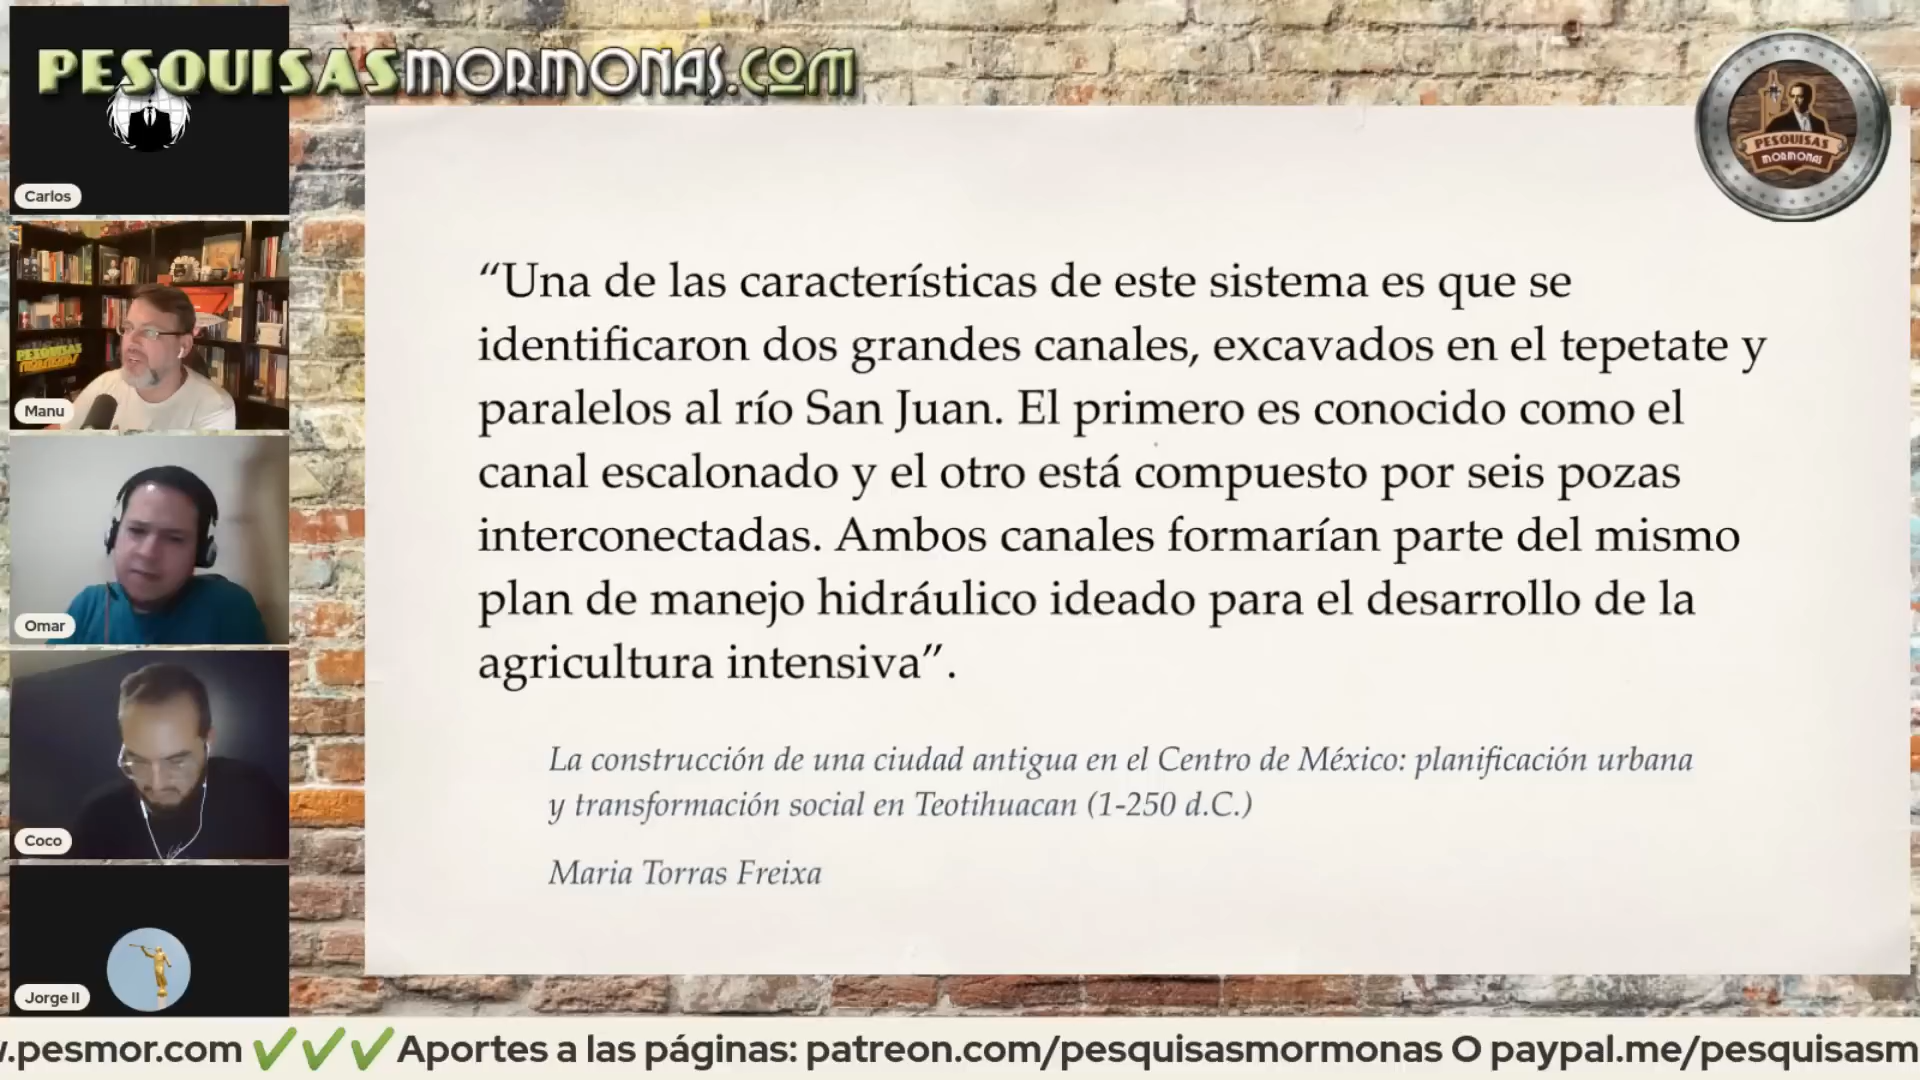 PESQUISASMORMONAS.COM
PESQUISAS
MORMONAS
Carlos
PESQUISAS
Manu
Omar
Coco
Jorge II
“Una de las características de este sistema es que se
identificaron dos grandes canales, excavados en el tepetate y
paralelos al río San Juan. El primero es conocido como el
canal escalonado y el otro está compuesto por seis pozas
interconectadas. Ambos canales formarían parte del mismo
plan de manejo hidráulico ideado para el desarrollo de la
agricultura intensiva”.
La construcción de una ciudad antigua en el Centro de México: planificación urbana
y transformación social en Teotihuacan (1-250 d.C.)
Maria Torras Freixa
.pesmor.com ✔✔✔ Aportes a las páginas: patreon.com/pesquisasmormonas O paypal.me/pesquisasm